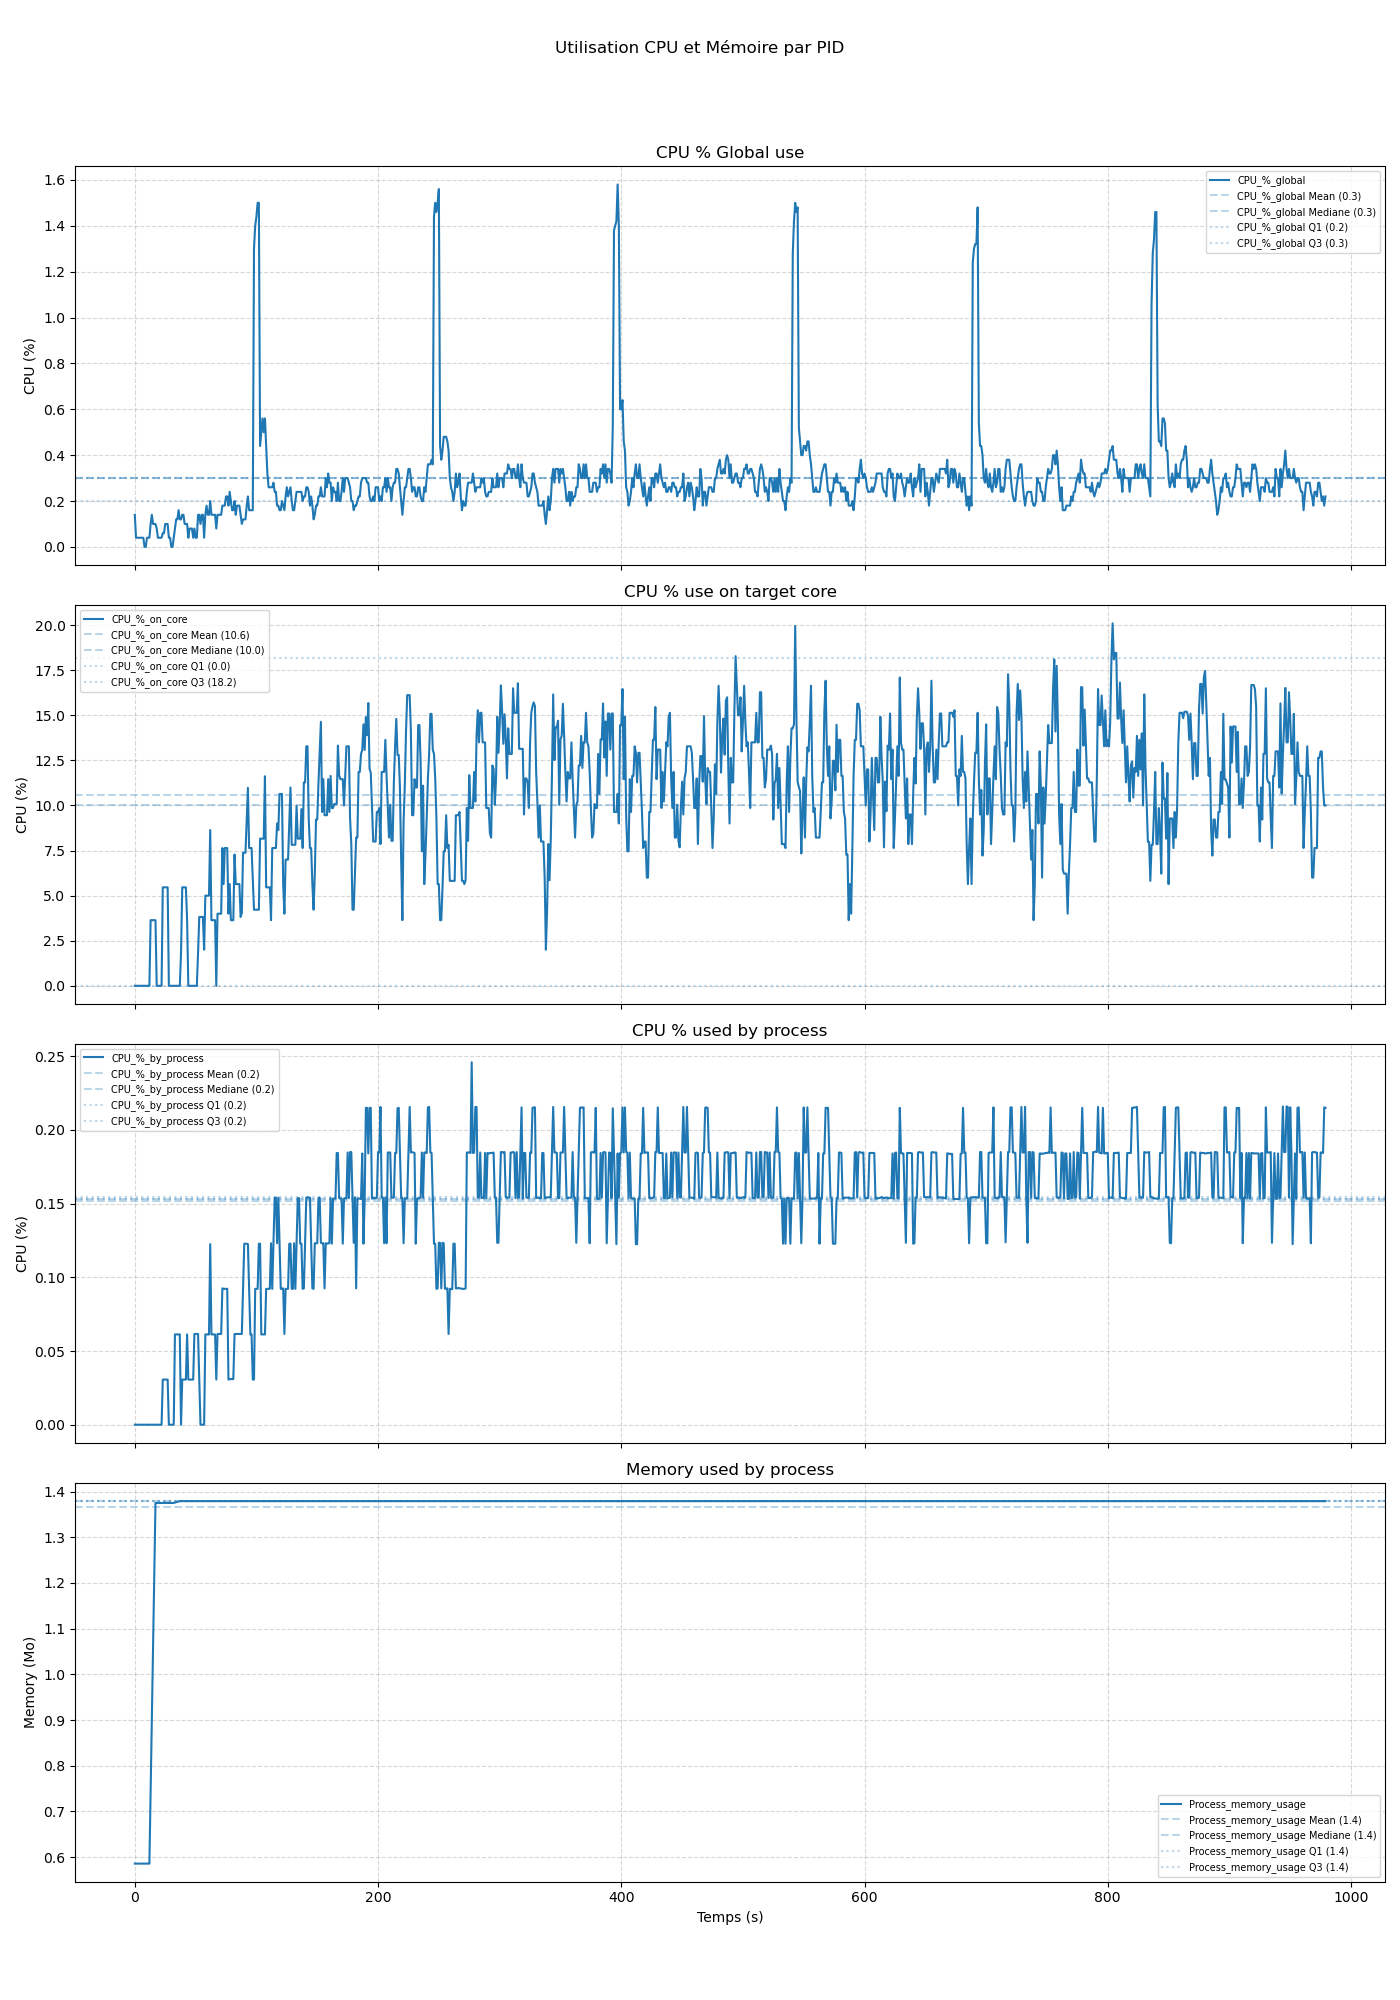 Utilisation CPU et Mémoire par PID
CPU % Global use
1.6
1.4
1.2
1.0
0.8
0.6
0.4
0.2
0.0
CPU (%)
CPU_%_global
CPU_%_global Mean (0.3)
CPU_%_global Mediane (0.3)
CPU_%_global Q1 (0.2)
CPU_%_global Q3 (0.3)
CPU % use on target core
20.0
17.5
15.0
12.5
10.0
7.5
5.0
2.5
0.0
CPU (%)
CPU_%_on_core
CPU_%_on_core Mean (10.6)
CPU_%_on_core Mediane (10.0)
CPU_%_on_core Q1 (0.0)
CPU_%_on_core Q3 (18.2)
CPU % used by process
0.25
0.20
0.15
0.10
0.05
0.00
CPU (%)
CPU_%_by_process
CPU_%_by_process Mean (0.2)
CPU_%_by_process Mediane (0.2)
CPU_%_by_process Q1 (0.2)
CPU_%_by_process Q3 (0.2)
Memory used by process
1.4
1.3
1.2
1.1
1.0
0.9
0.8
0.7
0.6
Memory (Mo)
Process_memory_usage
Process_memory_usage Mean (1.4)
Process_memory_usage Mediane (1.4)
Process_memory_usage Q1 (1.4)
Process_memory_usage Q3 (1.4)
0 200 400 600 800 1000
Temps (s)